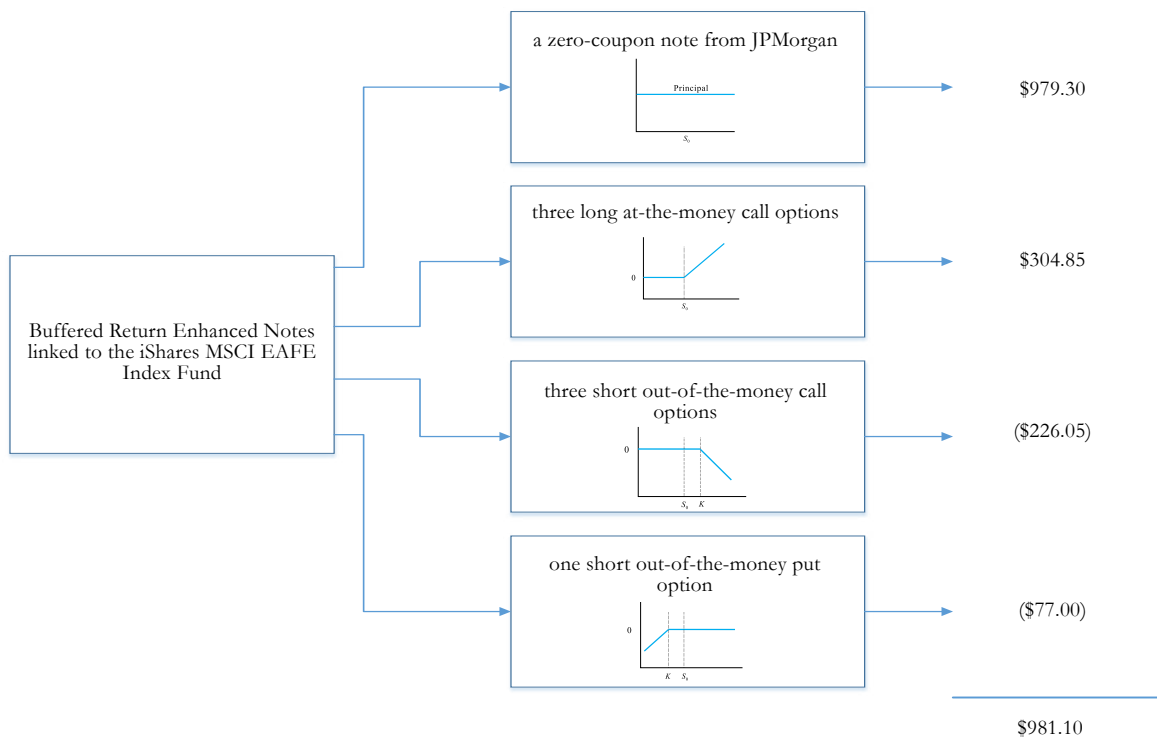 a zero-coupon note from JPMorgan
Principal
S₀
$979.30
three long at-the-money call options
0
S₀
$304.85
Buffered Return Enhanced Notes
linked to the iShares MSCI EAFE
Index Fund
three short out-of-the-money call
options
0
S₀ K
($226.05)
one short out-of-the-money put
option
0
K S₀
($77.00)
$981.10